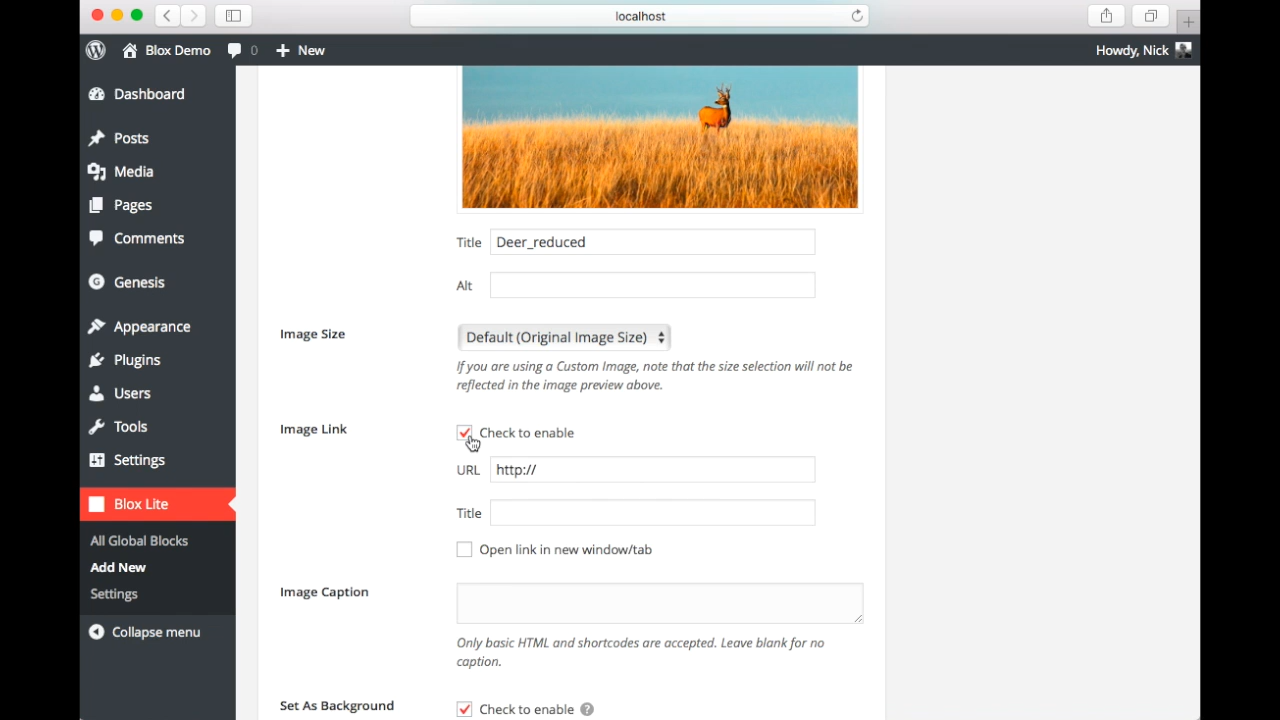 localhost
Blox Demo
0
New
Howdy, Nick
Dashboard
Posts
Media
Pages
Comments
Genesis
Appearance
Plugins
Users
Tools
Settings
Blox Lite
All Global Blocks
Add New
Settings
Collapse menu
Title
Deer_reduced
Alt
Image Size
Default (Original Image Size)
If you are using a Custom Image, note that the size selection will not be
reflected in the image preview above.
Image Link
Check to enable
URL
http://
Title
Open link in new window/tab
Image Caption
Only basic HTML and shortcodes are accepted. Leave blank for no
caption.
Set As Background
Check to enable